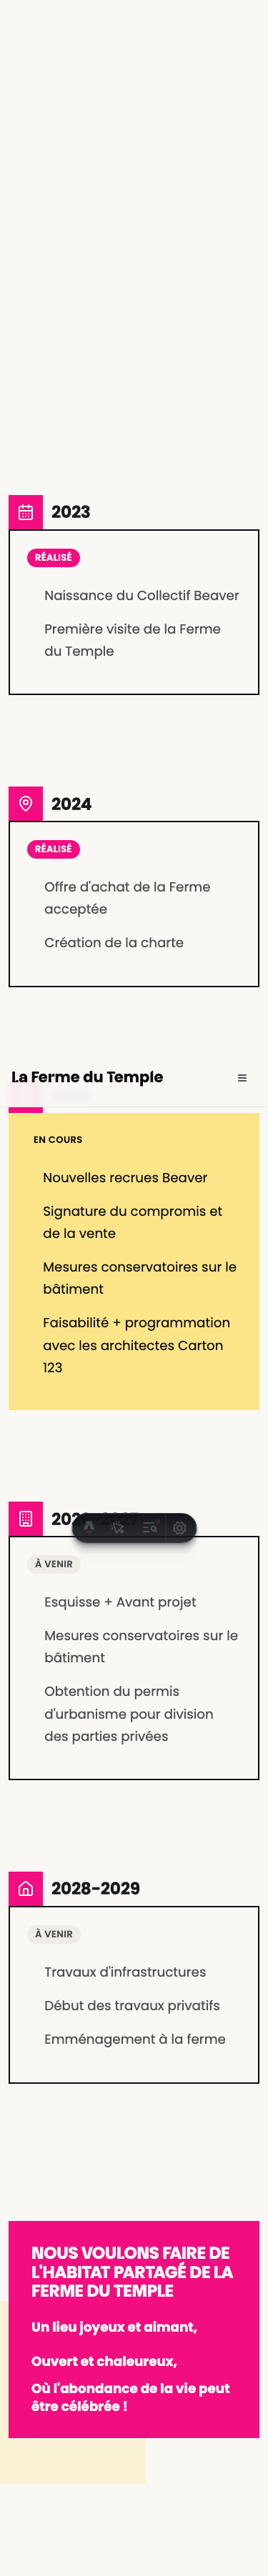 2023
RÉALISÉ
Naissance du Collectif Beaver
Première visite de la Ferme
du Temple
2024
RÉALISÉ
Offre d'achat de la Ferme
acceptée
Création de la charte
La Ferme du Temple
EN COURS
Nouvelles recrues Beaver
Signature du compromis et
de la vente
Mesures conservatoires sur le
bâtiment
Faisabilité + programmation
avec les architectes Carton
123
À VENIR
Esquisse + Avant projet
Mesures conservatoires sur le
bâtiment
Obtention du permis
d'urbanisme pour division
des parties privées
2028-2029
À VENIR
Travaux d'infrastructures
Début des travaux privatifs
Emménagement à la ferme
NOUS VOULONS FAIRE DE
L'HABITAT PARTAGÉ DE LA
FERME DU TEMPLE
Un lieu joyeux et aimant,
Ouvert et chaleureux,
Où l'abondance de la vie peut
être célébrée !